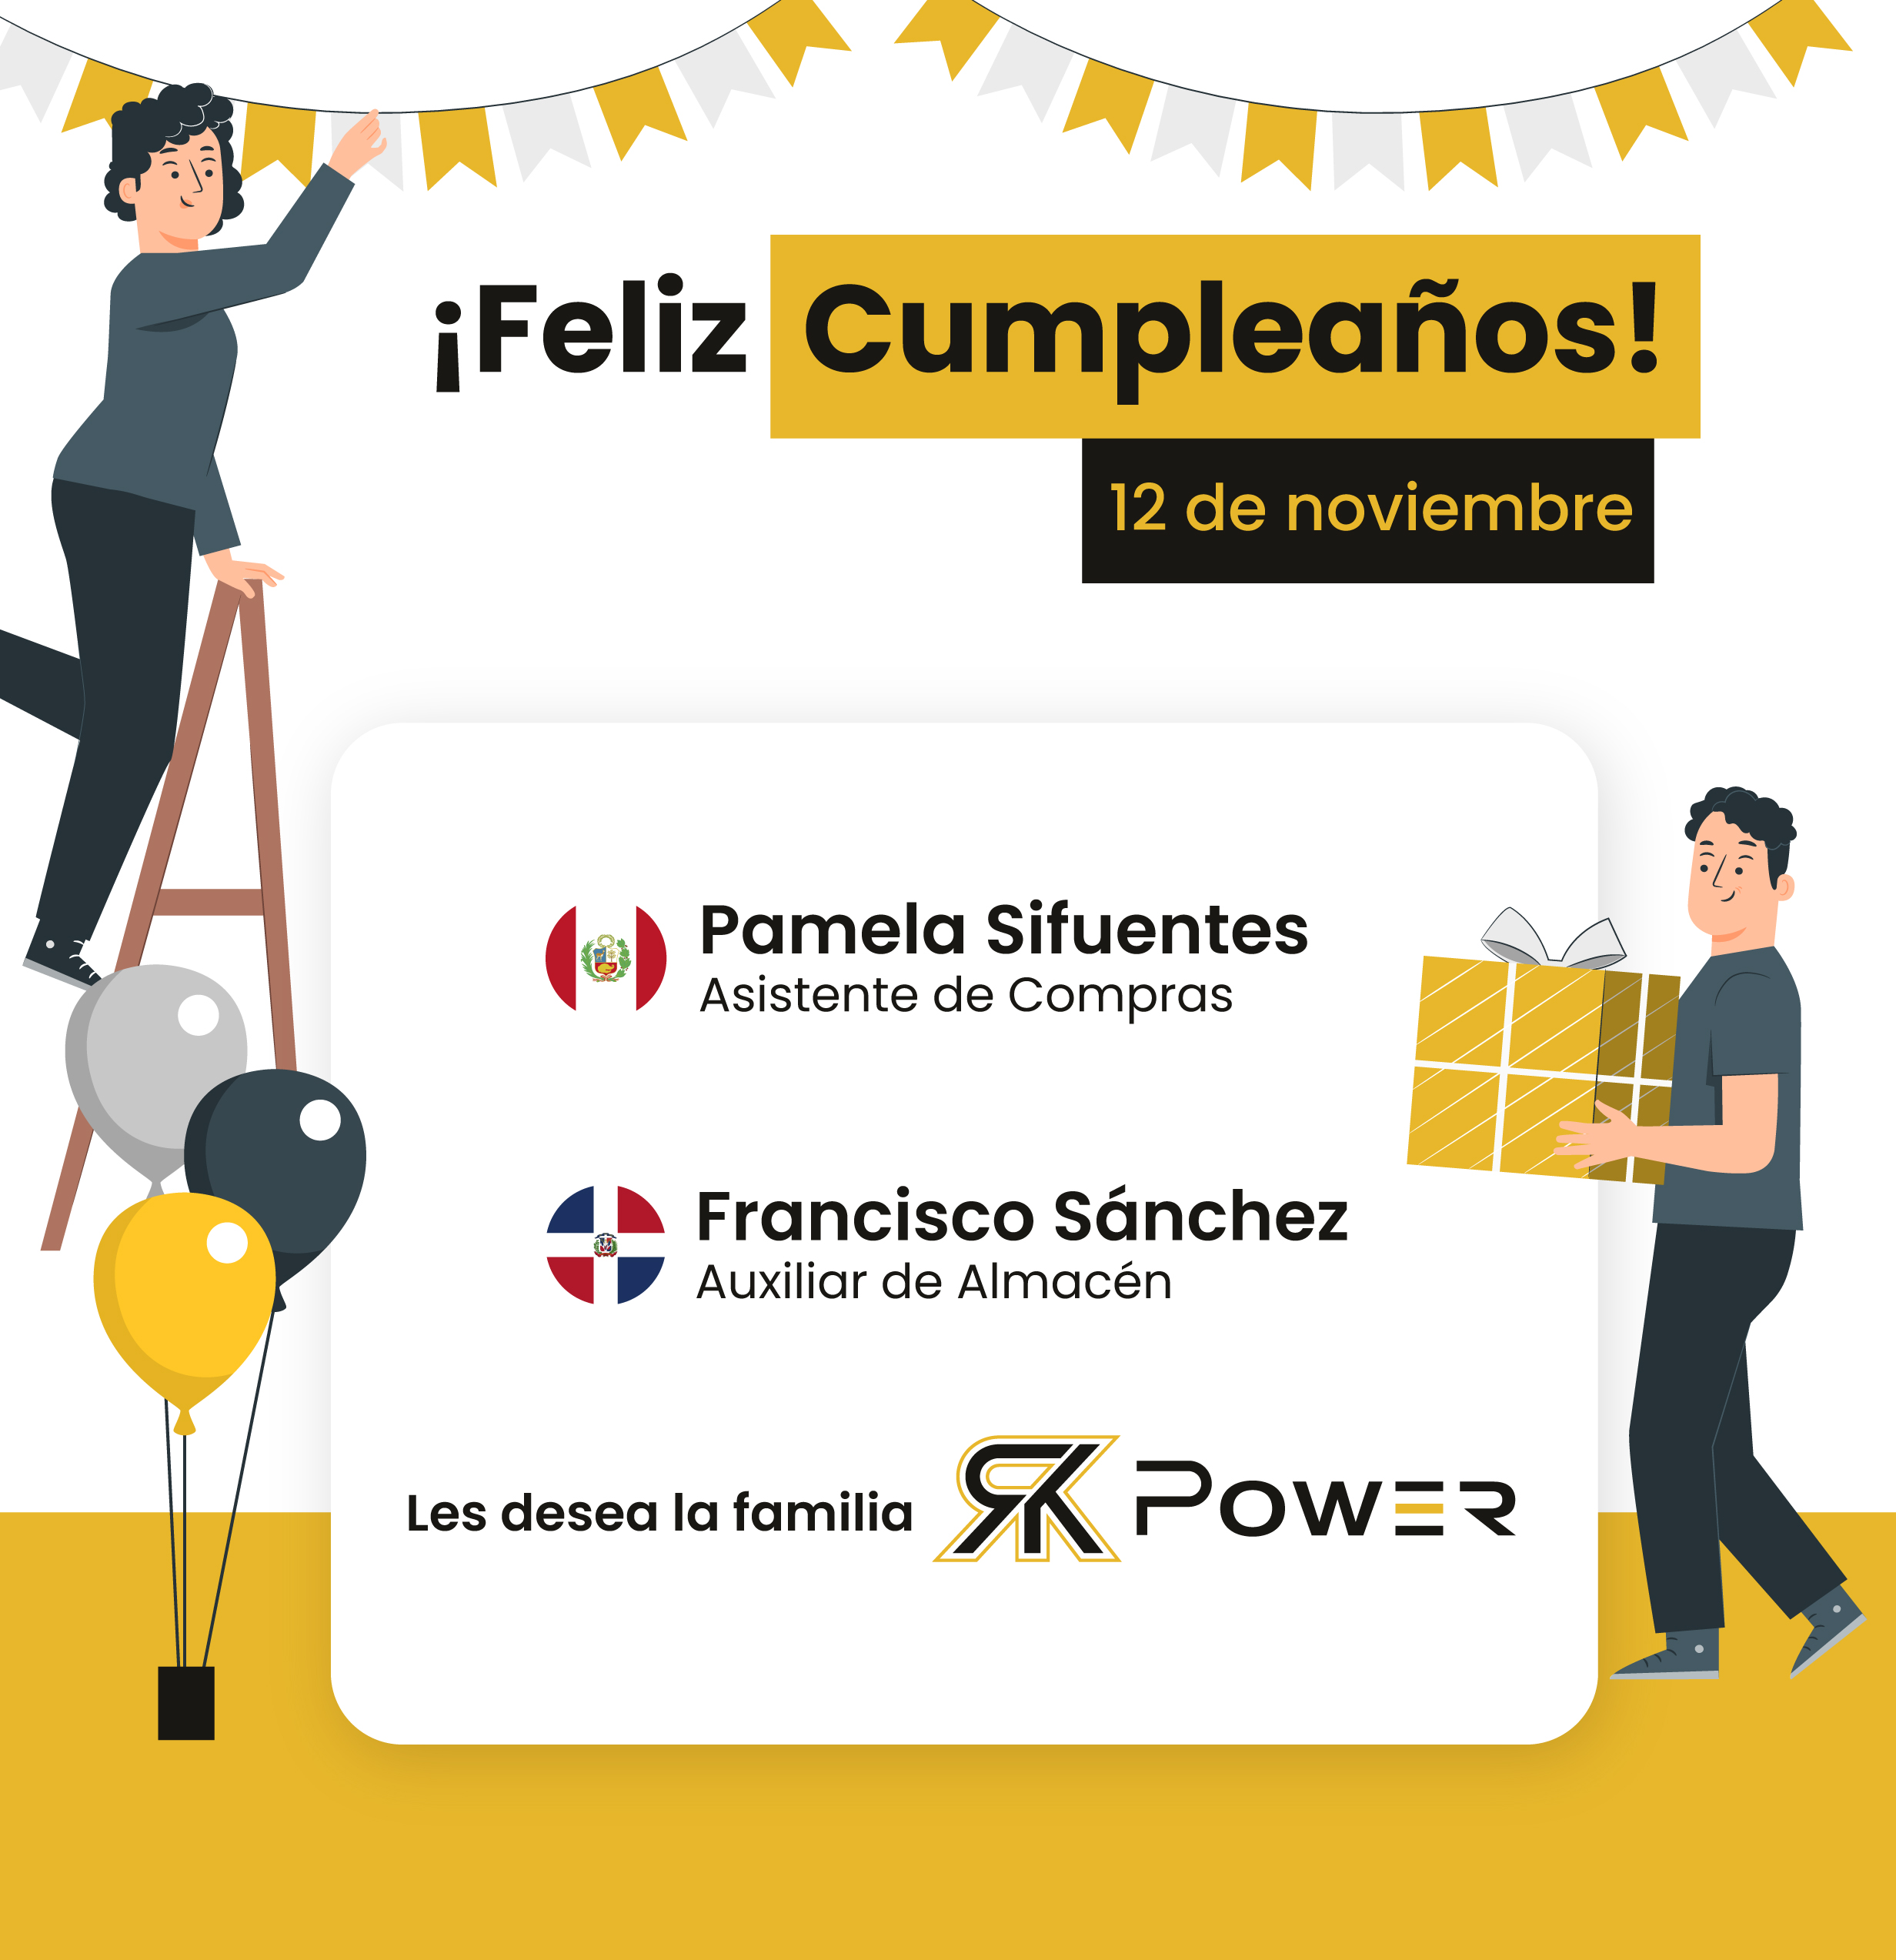 ¡Feliz Cumpleaños!
12 de noviembre
Pamela Sifuentes
Asistente de Compras
Francisco Sánchez
Auxiliar de Almacén
Les desea la familia RK POWER